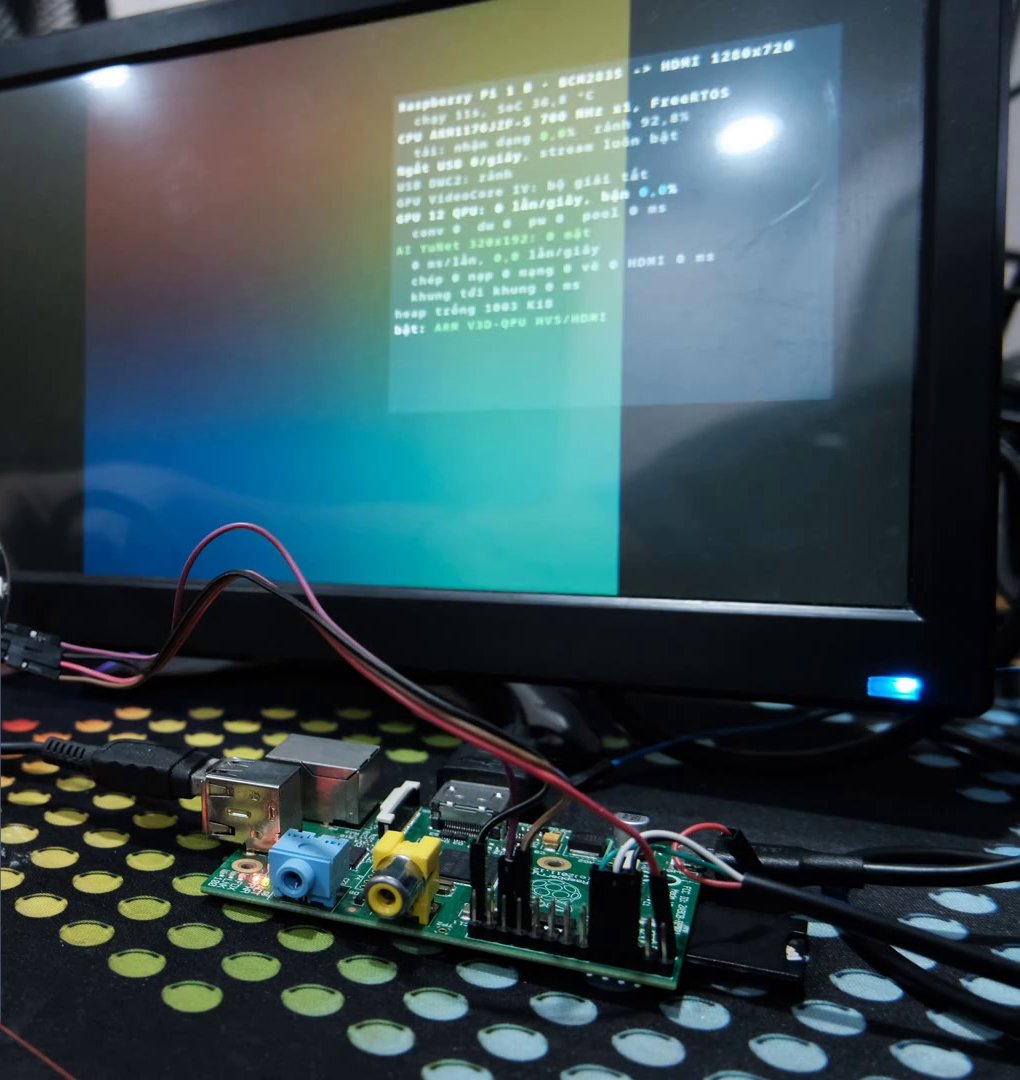 Raspberry Pi 1 B · BCM2835 -> HDMI 1280x720
chạy 11s, SoC 36,8 °C
CPU ARM1176JZF-S 700 MHz x1, FreeRTOS
tải: nhận dạng 0.0% rảnh 92,8%
Ngắt USB 0/giây, stream luôn bật
USB DWC2: rảnh
GPU VideoCore IV: bộ giải tắt
GPU 12 QPU: 0 lần/giây, bận 0.0%
conv 0 dw 0 pw 0 pool 0 ms
AI YuNet 320x192: 0 mặt
0 ms/lần, 0.0 lần/giây
chép 0 nạp 0 mạng 0 vẽ 0 HDMI 0 ms
khung tới khung 0 ms
heap trống 1003 KiB
bật: ARM V3D-QPU HVS/HDMI